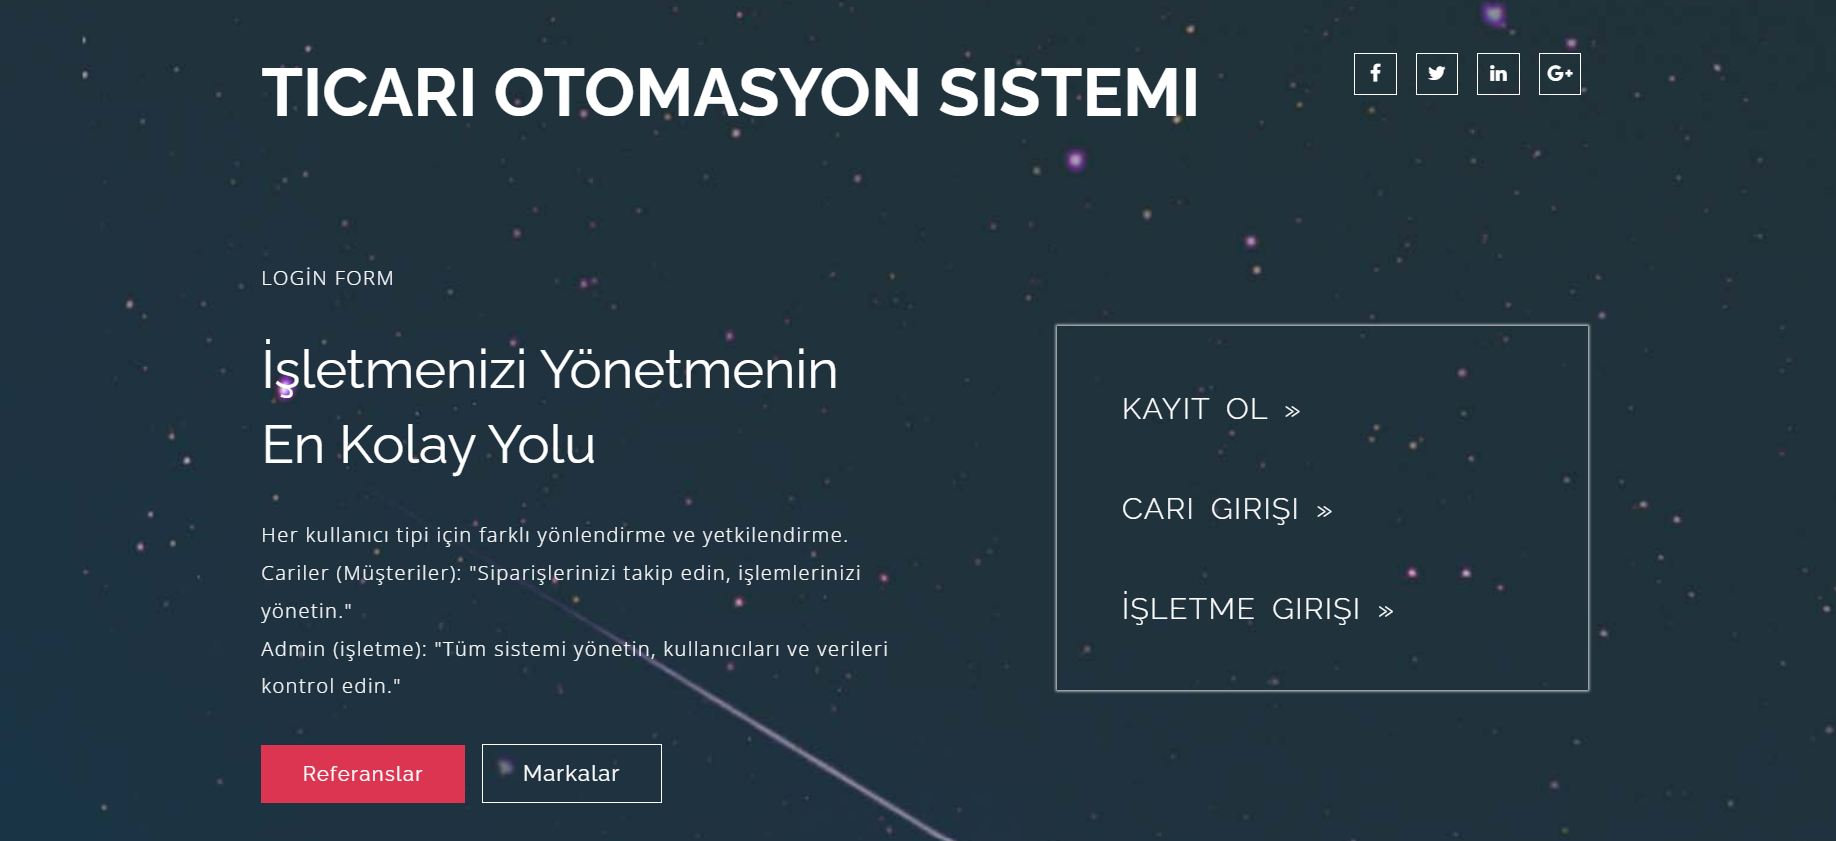 TICARI OTOMASYON SISTEMI
LOGİN FORM
İşletmenizi Yönetmenin
En Kolay Yolu
Her kullanıcı tipi için farklı yönlendirme ve yetkilendirme.
Cariler (Müşteriler): "Siparişlerinizi takip edin, işlemlerinizi
yönetin."
Admin (işletme): "Tüm sistemi yönetin, kullanıcıları ve verileri
kontrol edin."
Referanslar
Markalar
KAYIT OL »
CARI GIRIŞI »
İŞLETME GIRIŞI »